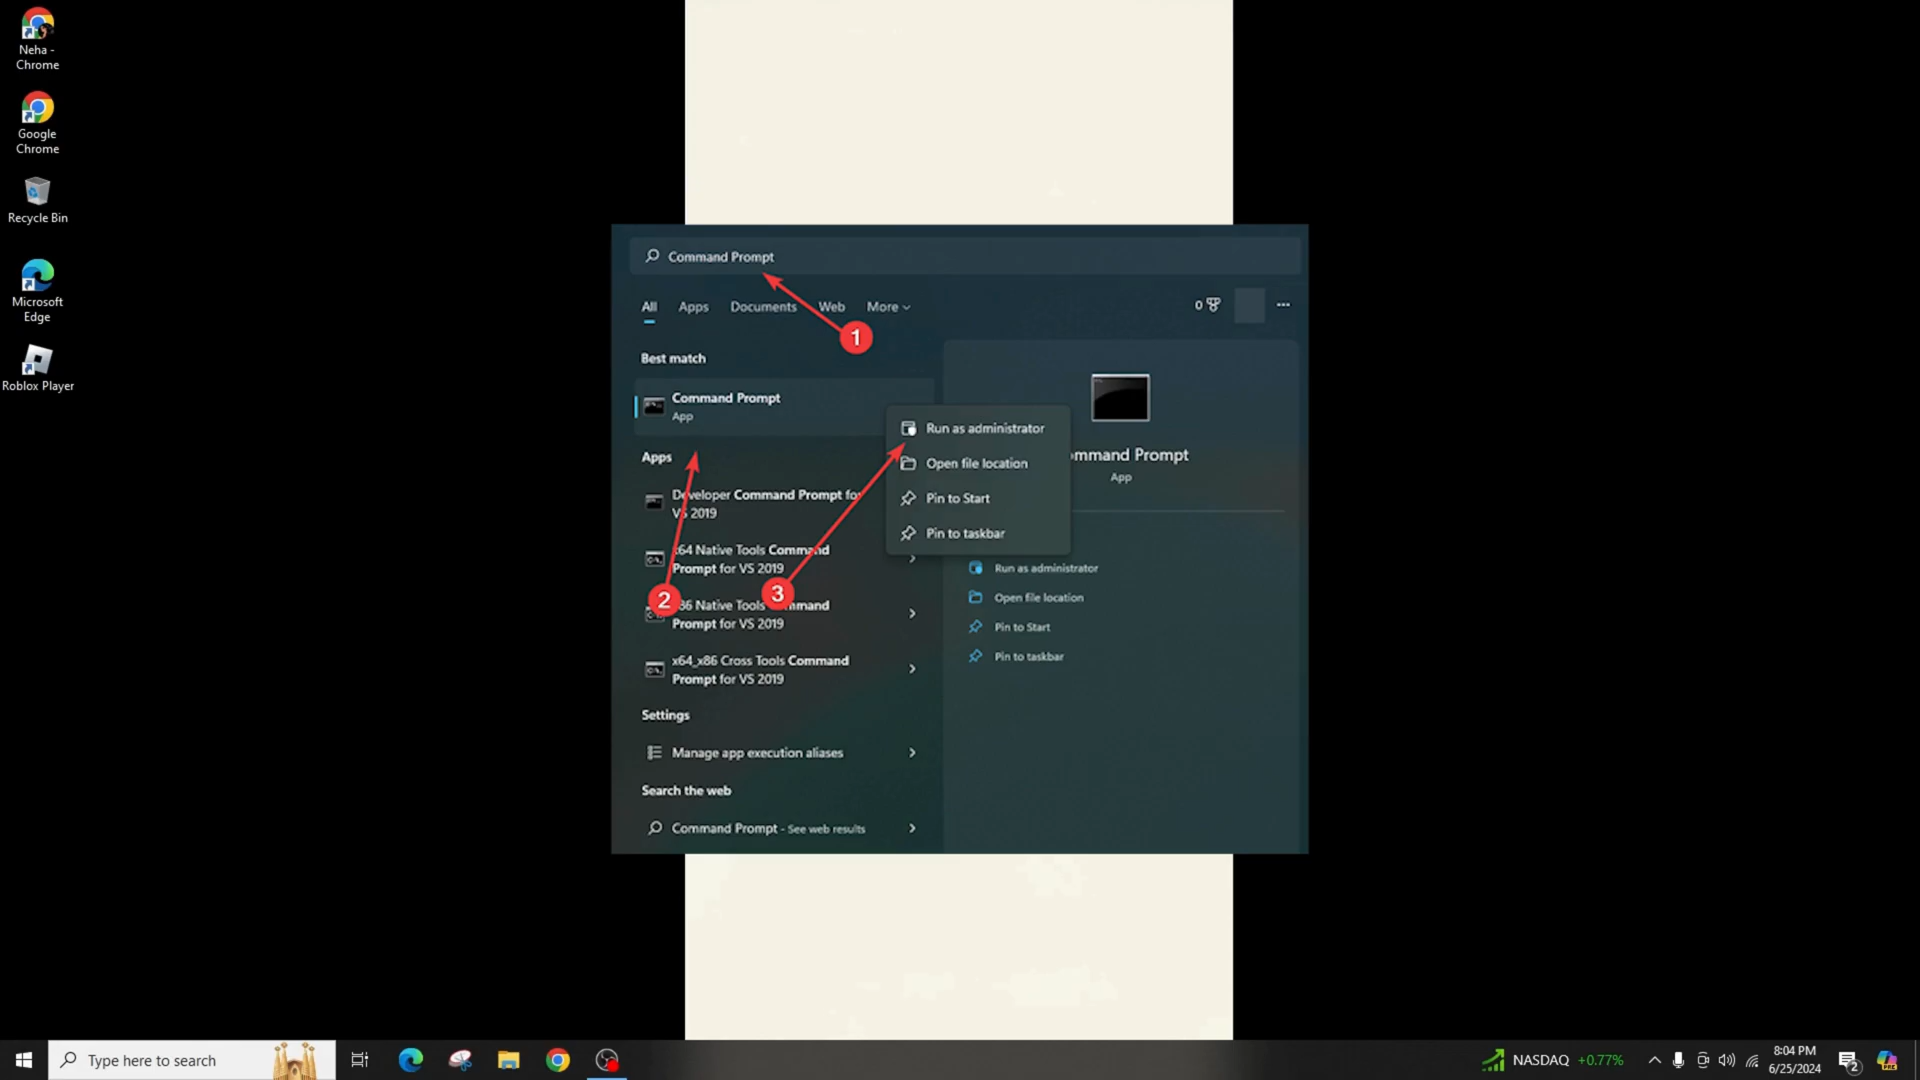 Neha -
Chrome
Google
Chrome
Recycle Bin
Microsoft
Edge
Roblox Player
Command Prompt
All Apps Documents Web More
0
1
Best match
Command Prompt
App
Run as administrator
Open file location
Pin to Start
Pin to taskbar
mmand Prompt
App
Apps
Developer Command Prompt for
VS 2019
x64 Native Tools Command
Prompt for VS 2019
2
3
x86 Native Tools Command
Prompt for VS 2019
x64_x86 Cross Tools Command
Prompt for VS 2019
Run as administrator
Open file location
Pin to Start
Pin to taskbar
Settings
Manage app execution aliases
Search the web
Command Prompt - See web results
Type here to search
NASDAQ +0.77%
8:04 PM
6/25/2024
2
PRE